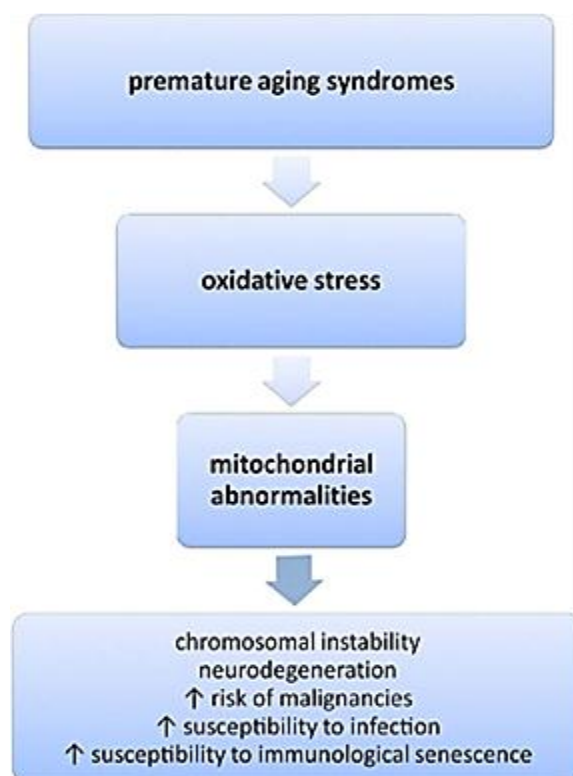 premature aging syndromes
oxidative stress
mitochondrial
abnormalities
chromosomal instability
neurodegeneration
↑ risk of malignancies
↑ susceptibility to infection
↑ susceptibility to immunological senescence